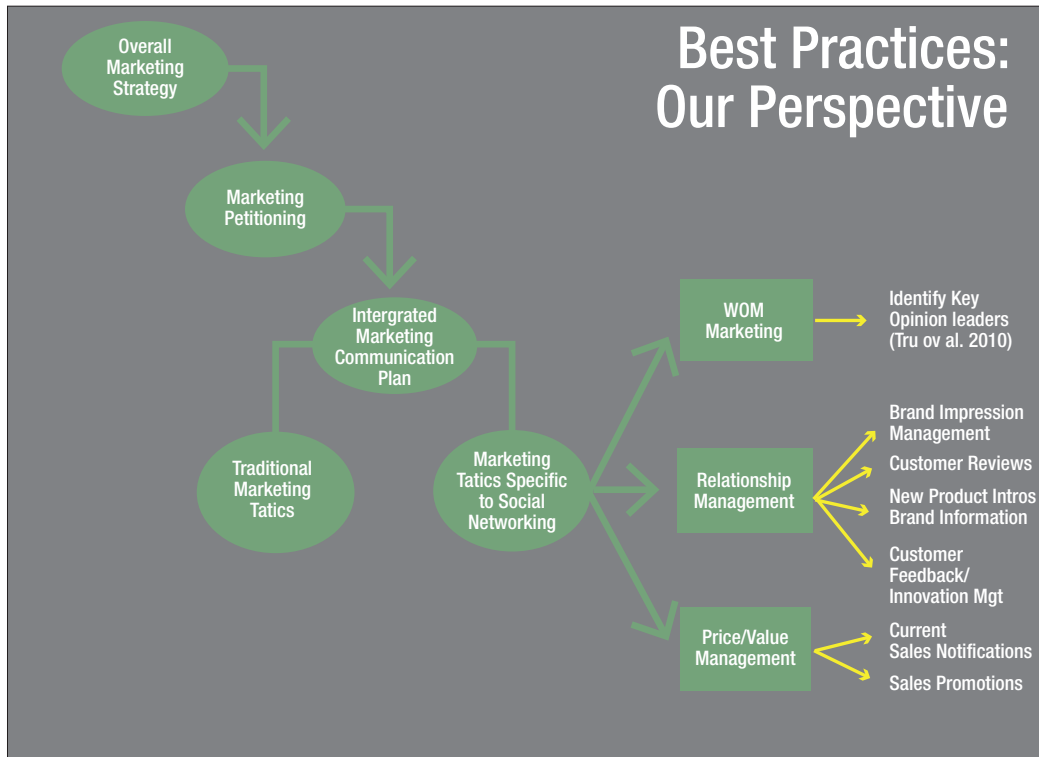 Best Practices:
Our Perspective
Overall
Marketing
Strategy
Marketing
Petitioning
Intergrated
Marketing
Communication
Plan
Traditional
Marketing
Tatics
Marketing
Tatics Specific
to Social
Networking
WOM
Marketing
Identify Key
Opinion leaders
(Tru ov al. 2010)
Relationship
Management
Brand Impression
Management
Customer Reviews
New Product Intros
Brand Information
Customer
Feedback/
Innovation Mgt
Price/Value
Management
Current
Sales Notifications
Sales Promotions